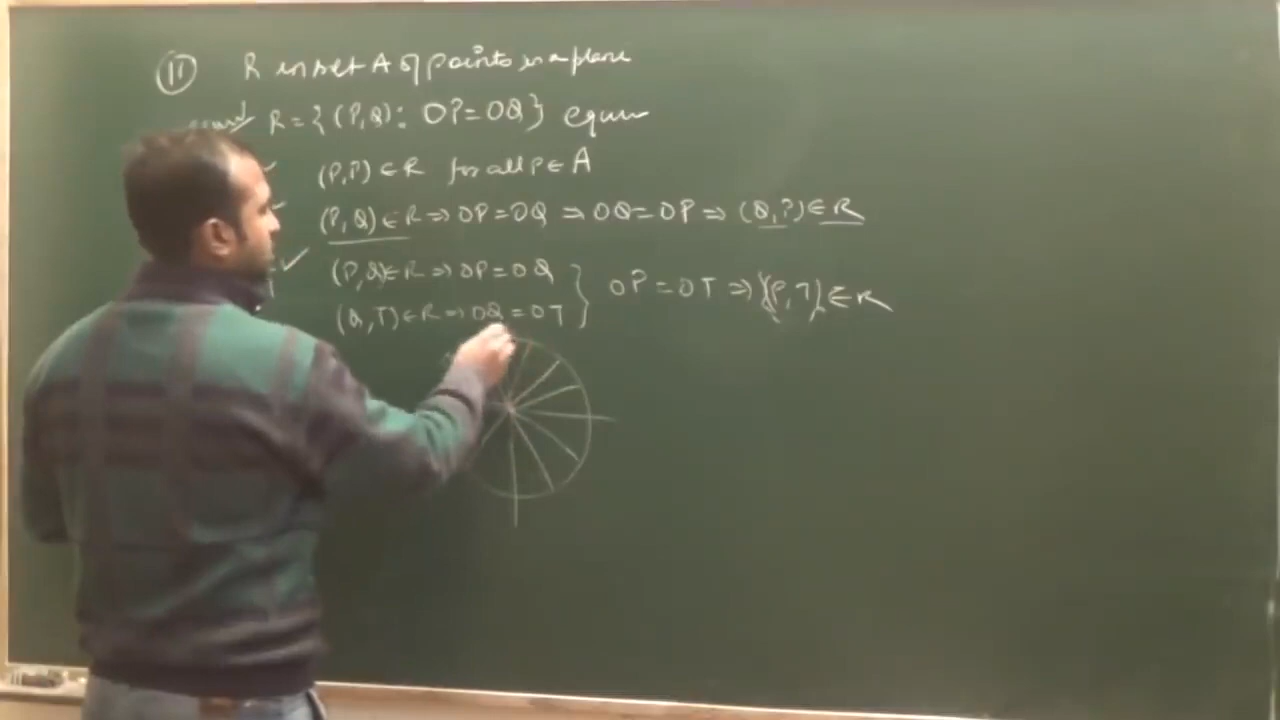 11 R in set A of points in a plane
R = {(P,Q): OP = OQ} equiv
(P,P) ∈ R for all P ∈ A
(P,Q) ∈ R ⇒ OP = OQ ⇒ OQ = OP ⇒ (Q,P) ∈ R
(P,Q) ∈ R ⇒ OP = OQ
(Q,T) ∈ R ⇒ OQ = OT } OP = OT ⇒ (P,T) ∈ R